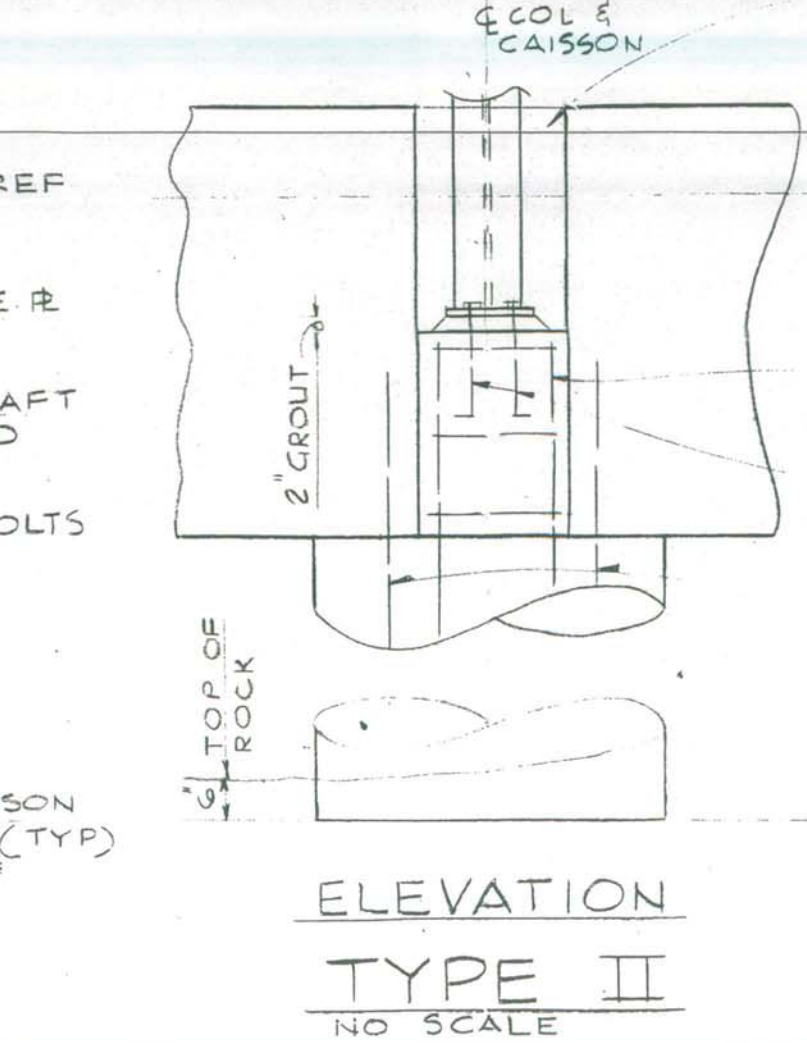 ℄ COL &
CAISSON
REF
E. ⅊
AFT
OLTS
2" GROUT
TOP OF
ROCK
6"
SON
(TYP)
ELEVATION
TYPE II
NO SCALE